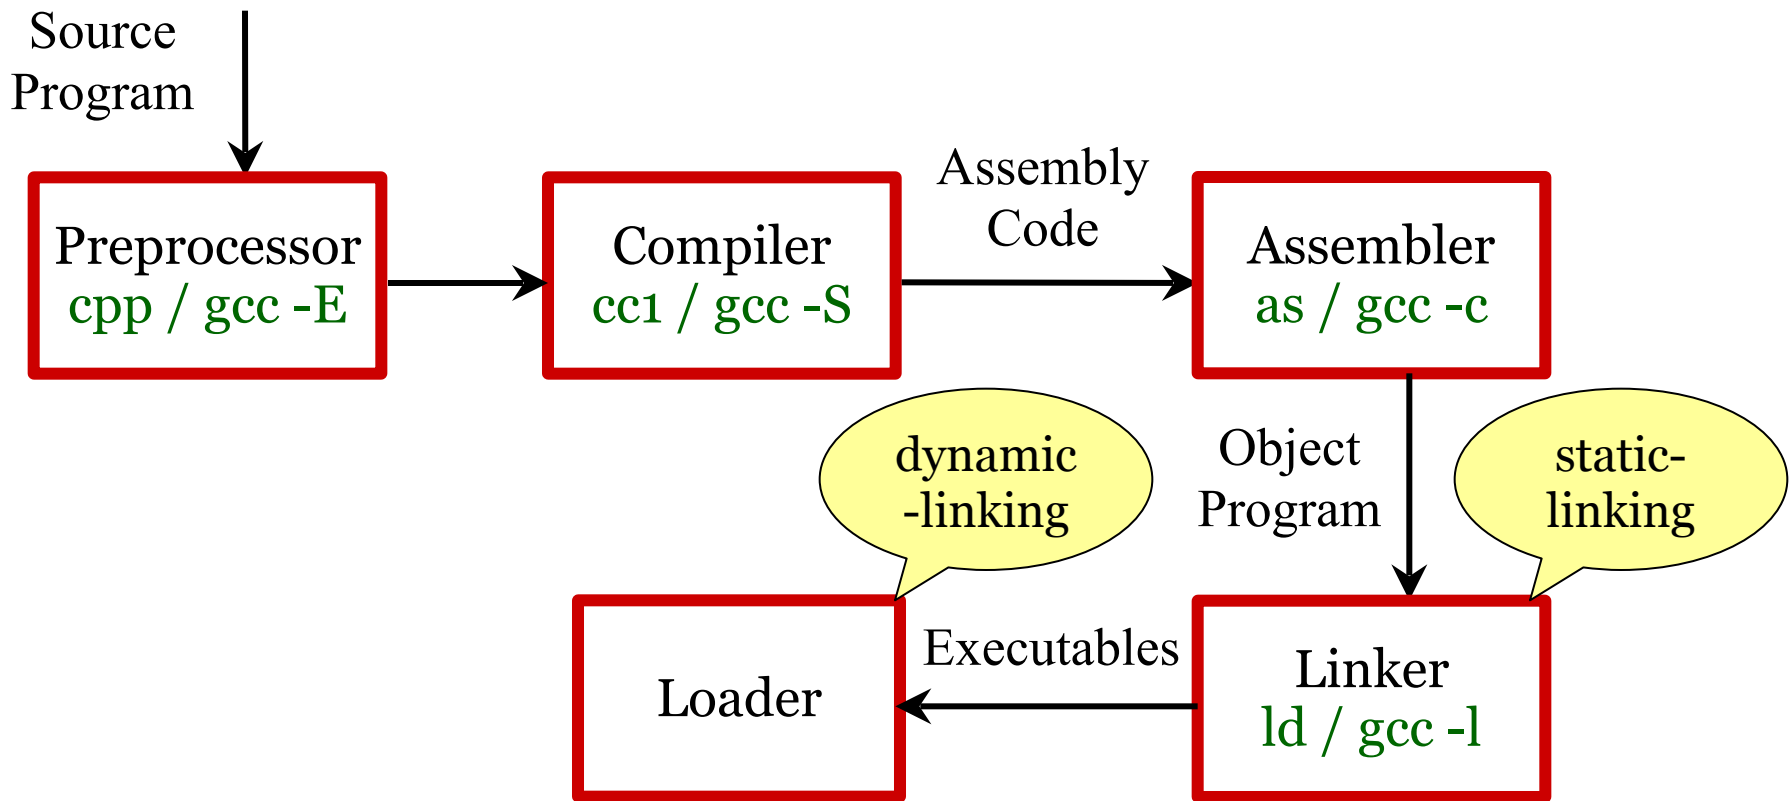 Source
Program
Preprocessor
cpp / gcc -E
Compiler
cc1 / gcc -S
Assembly
Code
Assembler
as / gcc -c
dynamic
-linking
Object
Program
static-
linking
Loader
Executables
Linker
ld / gcc -l